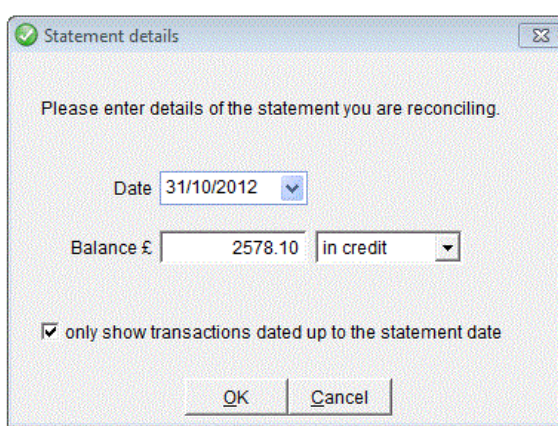 Statement details
Please enter details of the statement you are reconciling.
Date 31/10/2012
Balance £ 2578.10 in credit
only show transactions dated up to the statement date
OK Cancel